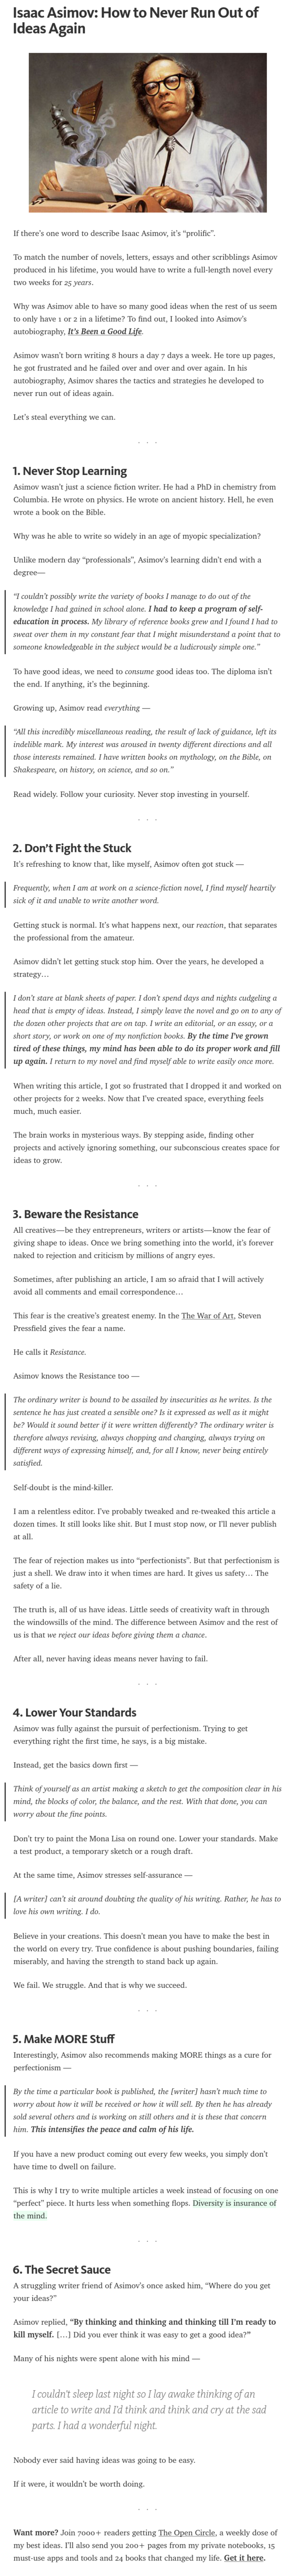 Isaac Asimov: How to Never Run Out of
Ideas Again
If there's one word to describe Isaac Asimov, it's “prolific”.
To match the number of novels, letters, essays and other scribblings Asimov
produced in his lifetime, you would have to write a full-length novel every
two weeks for 25 years.
Why was Asimov able to have so many good ideas when the rest of us seem
to only have 1 or 2 in a lifetime? To find out, I looked into Asimov's
autobiography, It's Been a Good Life.
Asimov wasn't born writing 8 hours a day 7 days a week. He tore up pages,
he got frustrated and he failed over and over and over again. In his
autobiography, Asimov shares the tactics and strategies he developed to
never run out of ideas again.
Let's steal everything we can.
. . .
1. Never Stop Learning
Asimov wasn't just a science fiction writer. He had a PhD in chemistry from
Columbia. He wrote on physics. He wrote on ancient history. Hell, he even
wrote a book on the Bible.
Why was he able to write so widely in an age of myopic specialization?
Unlike modern day “professionals”, Asimov's learning didn't end with a
degree—
“I couldn't possibly write the variety of books I manage to do out of the
knowledge I had gained in school alone. I had to keep a program of self-
education in process. My library of reference books grew and I found I had to
sweat over them in my constant fear that I might misunderstand a point that to
someone knowledgeable in the subject would be a ludicrously simple one.”
To have good ideas, we need to consume good ideas too. The diploma isn't
the end. If anything, it's the beginning.
Growing up, Asimov read everything —
“All this incredibly miscellaneous reading, the result of lack of guidance, left its
indelible mark. My interest was aroused in twenty different directions and all
those interests remained. I have written books on mythology, on the Bible, on
Shakespeare, on history, on science, and so on.”
Read widely. Follow your curiosity. Never stop investing in yourself.
. . .
2. Don't Fight the Stuck
It's refreshing to know that, like myself, Asimov often got stuck —
Frequently, when I am at work on a science-fiction novel, I find myself heartily
sick of it and unable to write another word.
Getting stuck is normal. It's what happens next, our reaction, that separates
the professional from the amateur.
Asimov didn't let getting stuck stop him. Over the years, he developed a
strategy…
I don't stare at blank sheets of paper. I don't spend days and nights cudgeling a
head that is empty of ideas. Instead, I simply leave the novel and go on to any of
the dozen other projects that are on tap. I write an editorial, or an essay, or a
short story, or work on one of my nonfiction books. By the time I've grown
tired of these things, my mind has been able to do its proper work and fill
up again. I return to my novel and find myself able to write easily once more.
When writing this article, I got so frustrated that I dropped it and worked on
other projects for 2 weeks. Now that I've created space, everything feels
much, much easier.
The brain works in mysterious ways. By stepping aside, finding other
projects and actively ignoring something, our subconscious creates space for
ideas to grow.
. . .
3. Beware the Resistance
All creatives—be they entrepreneurs, writers or artists—know the fear of
giving shape to ideas. Once we bring something into the world, it's forever
naked to rejection and criticism by millions of angry eyes.
Sometimes, after publishing an article, I am so afraid that I will actively
avoid all comments and email correspondence…
This fear is the creative's greatest enemy. In the The War of Art, Steven
Pressfield gives the fear a name.
He calls it Resistance.
Asimov knows the Resistance too —
The ordinary writer is bound to be assailed by insecurities as he writes. Is the
sentence he has just created a sensible one? Is it expressed as well as it might
be? Would it sound better if it were written differently? The ordinary writer is
therefore always revising, always chopping and changing, always trying on
different ways of expressing himself, and, for all I know, never being entirely
satisfied.
Self-doubt is the mind-killer.
I am a relentless editor. I've probably tweaked and re-tweaked this article a
dozen times. It still looks like shit. But I must stop now, or I'll never publish
at all.
The fear of rejection makes us into “perfectionists”. But that perfectionism is
just a shell. We draw into it when times are hard. It gives us safety… The
safety of a lie.
The truth is, all of us have ideas. Little seeds of creativity waft in through
the windowsills of the mind. The difference between Asimov and the rest of
us is that we reject our ideas before giving them a chance.
After all, never having ideas means never having to fail.
. . .
4. Lower Your Standards
Asimov was fully against the pursuit of perfectionism. Trying to get
everything right the first time, he says, is a big mistake.
Instead, get the basics down first —
Think of yourself as an artist making a sketch to get the composition clear in his
mind, the blocks of color, the balance, and the rest. With that done, you can
worry about the fine points.
Don't try to paint the Mona Lisa on round one. Lower your standards. Make
a test product, a temporary sketch or a rough draft.
At the same time, Asimov stresses self-assurance —
[A writer] can't sit around doubting the quality of his writing. Rather, he has to
love his own writing. I do.
Believe in your creations. This doesn't mean you have to make the best in
the world on every try. True confidence is about pushing boundaries, failing
miserably, and having the strength to stand back up again.
We fail. We struggle. And that is why we succeed.
. . .
5. Make MORE Stuff
Interestingly, Asimov also recommends making MORE things as a cure for
perfectionism —
By the time a particular book is published, the [writer] hasn't much time to
worry about how it will be received or how it will sell. By then he has already
sold several others and is working on still others and it is these that concern
him. This intensifies the peace and calm of his life.
If you have a new product coming out every few weeks, you simply don't
have time to dwell on failure.
This is why I try to write multiple articles a week instead of focusing on one
“perfect” piece. It hurts less when something flops. Diversity is insurance of
the mind.
. . .
6. The Secret Sauce
A struggling writer friend of Asimov's once asked him, “Where do you get
your ideas?”
Asimov replied, “By thinking and thinking and thinking till I'm ready to
kill myself. […] Did you ever think it was easy to get a good idea?”
Many of his nights were spent alone with his mind —
I couldn't sleep last night so I lay awake thinking of an
article to write and I'd think and think and cry at the sad
parts. I had a wonderful night.
Nobody ever said having ideas was going to be easy.
If it were, it wouldn't be worth doing.
. . .
Want more? Join 7000+ readers getting The Open Circle, a weekly dose of
my best ideas. I'll also send you 200+ pages from my private notebooks, 15
must-use apps and tools and 24 books that changed my life. Get it here.